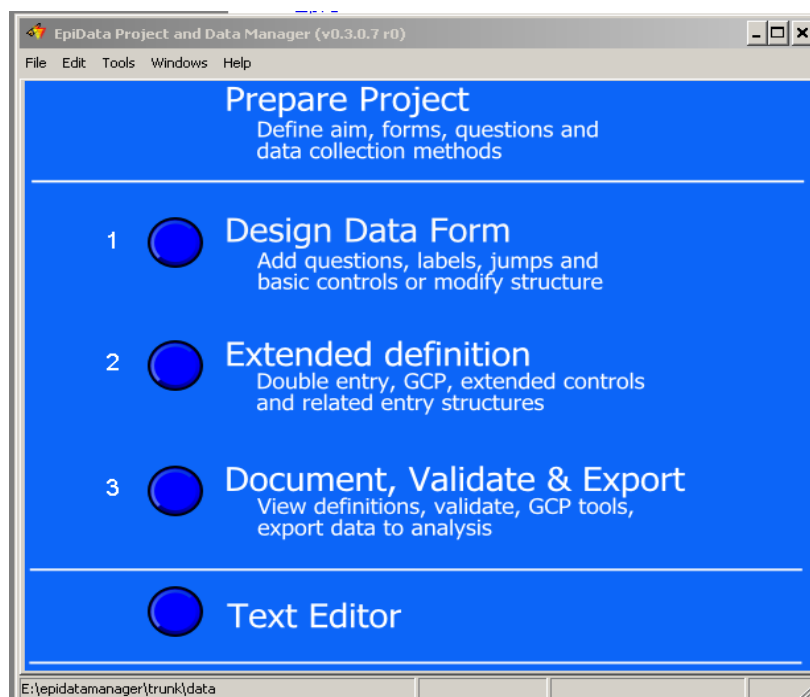 EpiData Project and Data Manager (v0.3.0.7 r0)
File Edit Tools Windows Help
Prepare Project
Define aim, forms, questions and
data collection methods
1 Design Data Form
Add questions, labels, jumps and
basic controls or modify structure
2 Extended definition
Double entry, GCP, extended controls
and related entry structures
3 Document, Validate & Export
View definitions, validate, GCP tools,
export data to analysis
Text Editor
E:\epidatamanager\trunk\data